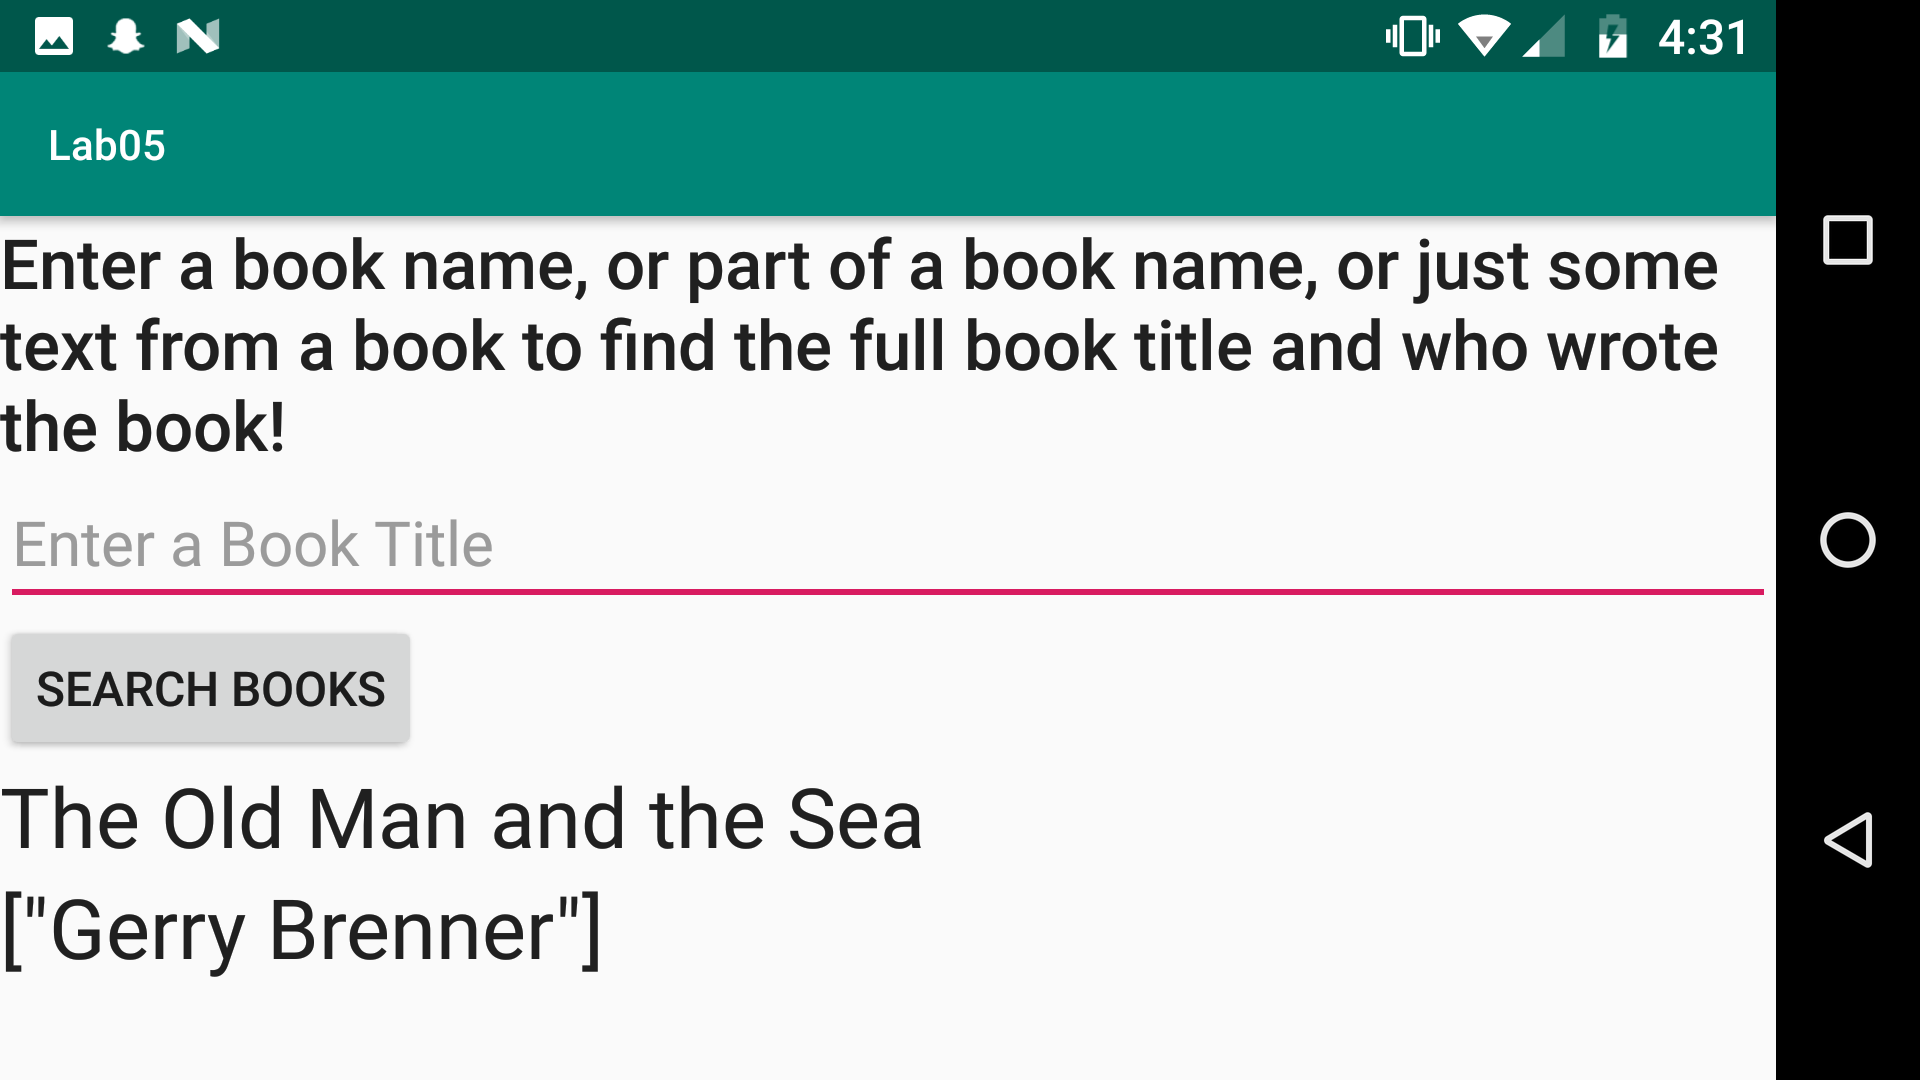 4:31
Lab05
Enter a book name, or part of a book name, or just some
text from a book to find the full book title and who wrote
the book!
Enter a Book Title
SEARCH BOOKS
The Old Man and the Sea
["Gerry Brenner"]